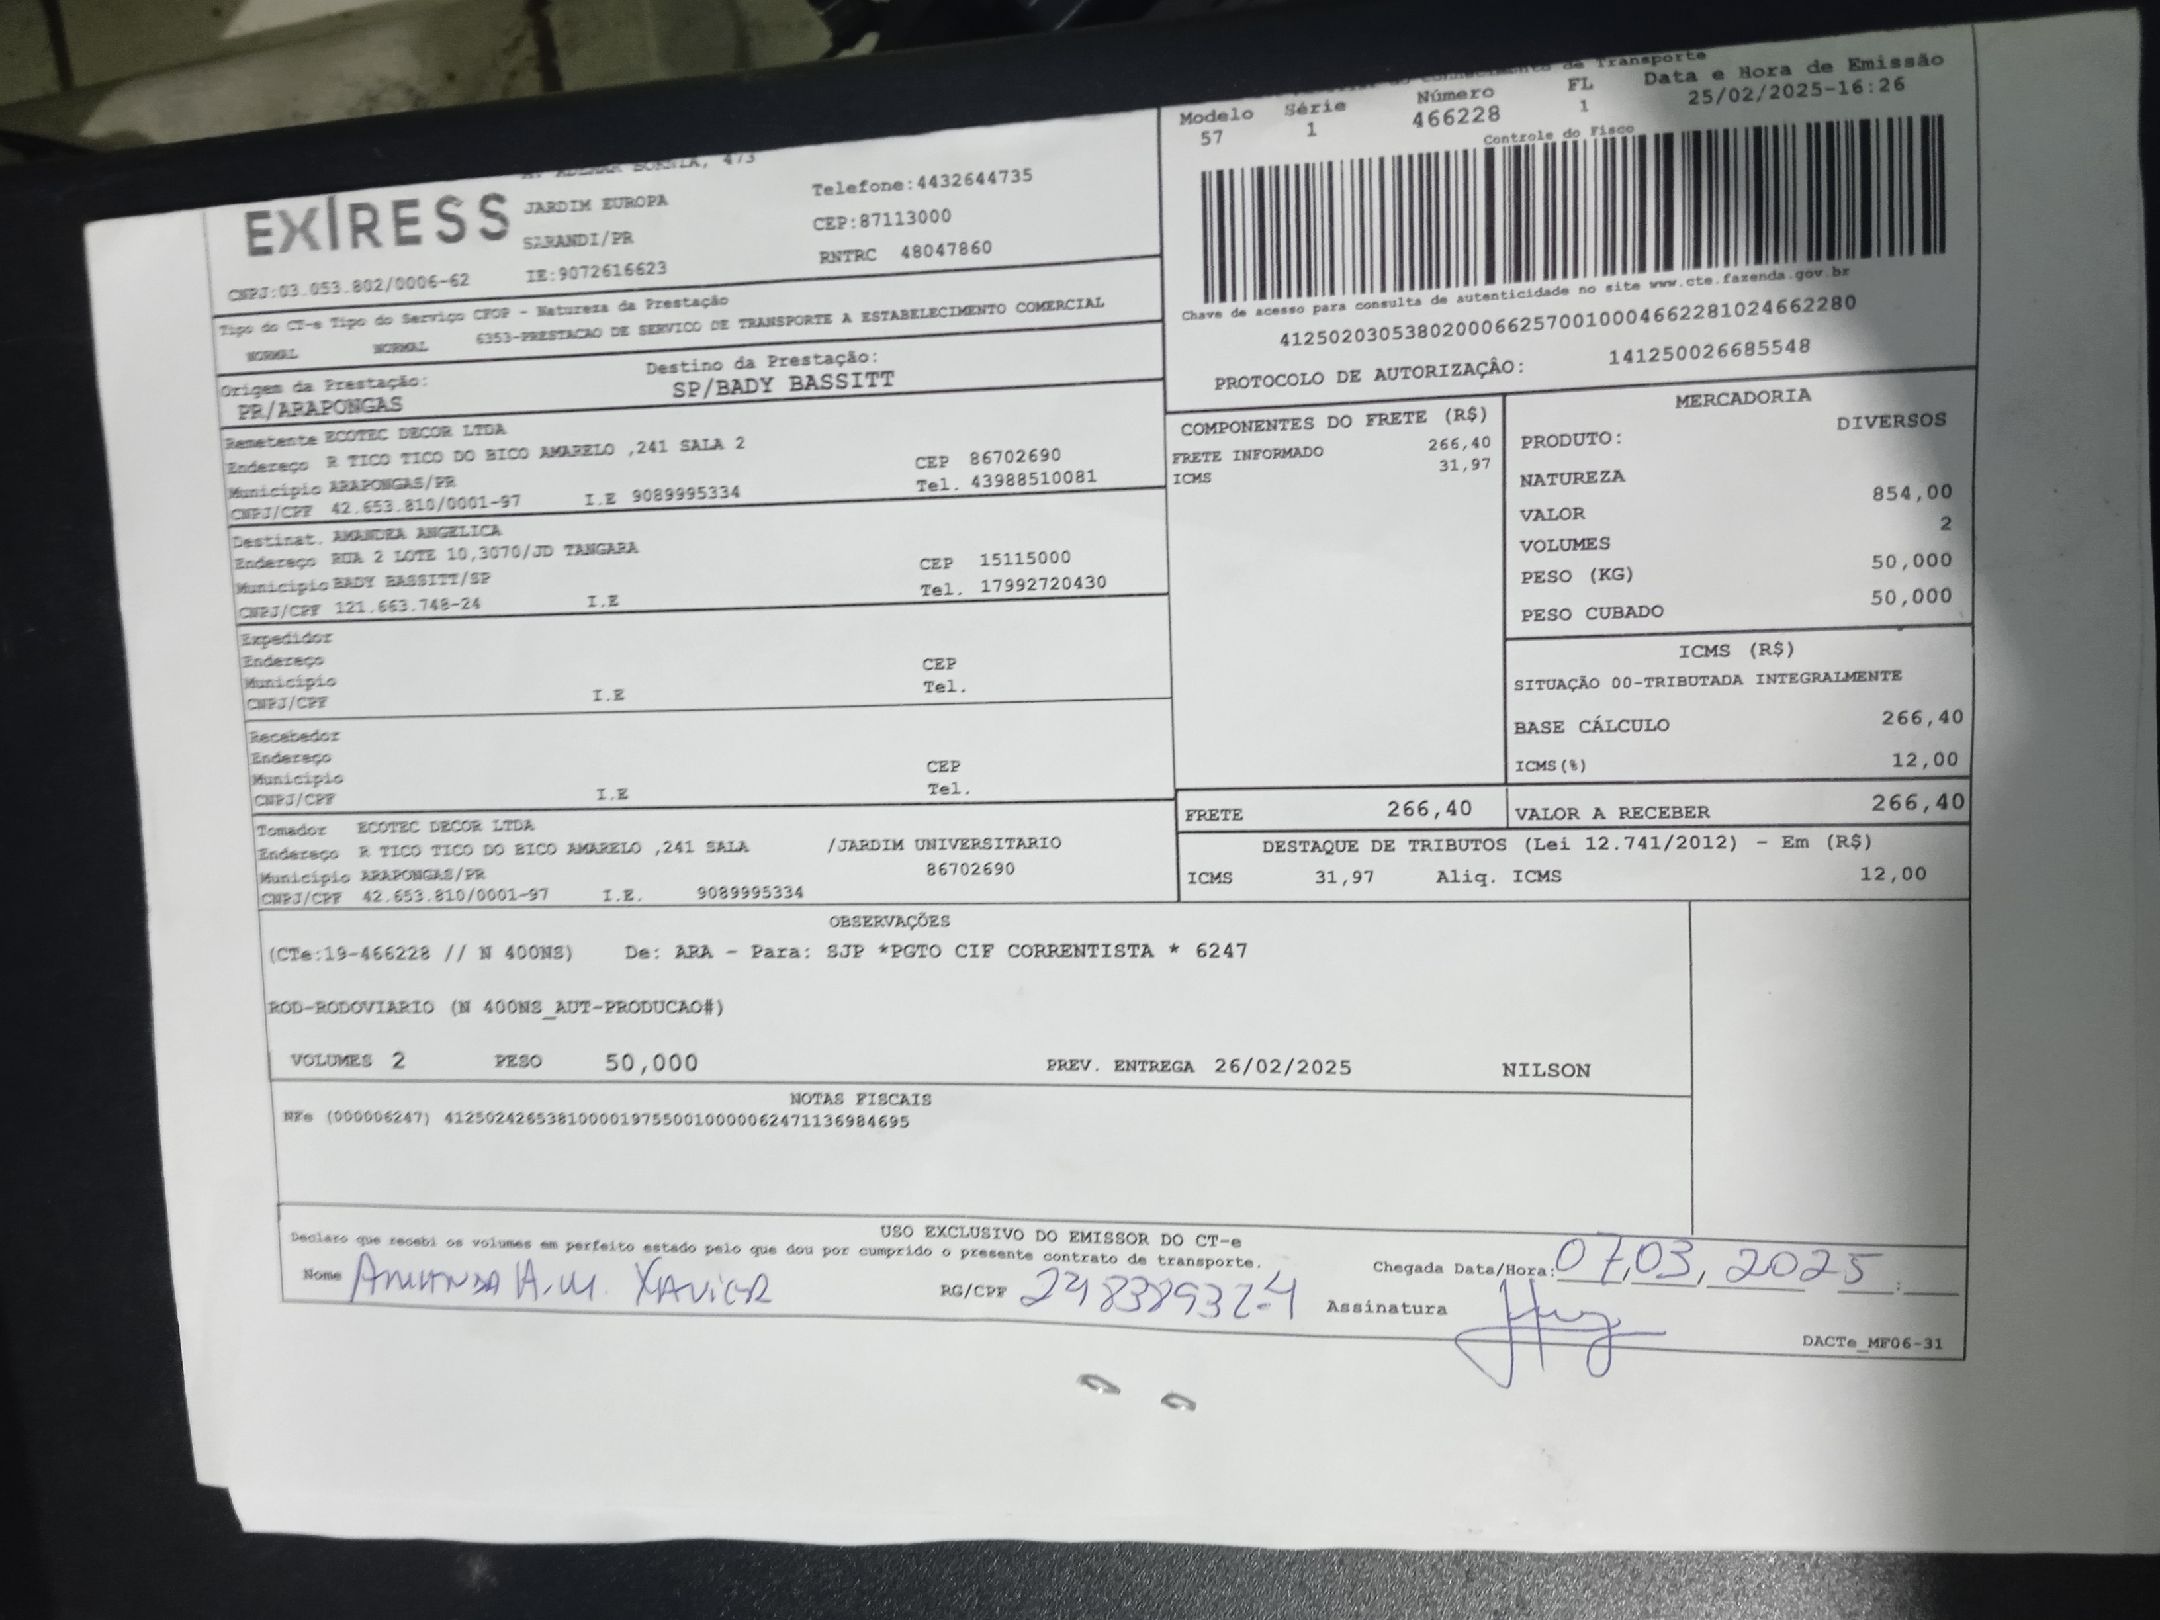 de Transporte
Modelo Série Número FL Data e Hora de Emissão
57 1 466228 1 25/02/2025-16:26
Controle do Fisco
EXIRESS
473
JARDIM EUROPA Telefone:4432644735
SARANDI/PR CEP:87113000
CNPJ:03.053.802/0006-62 IE:9072616623 RNTRC 48047860
Tipo do CT-e Tipo do Serviço CFOP - Natureza da Prestação
NORMAL NORMAL 6353-PRESTACAO DE SERVICO DE TRANSPORTE A ESTABELECIMENTO COMERCIAL
Chave de acesso para consulta de autenticidade no site www.cte.fazenda.gov.br
41250203053802000662570010004662281024662280
PROTOCOLO DE AUTORIZAÇÂO: 141250026685548
Origem da Prestação: Destino da Prestação:
PR/ARAPONGAS SP/BADY BASSITT
Remetente ECOTEC DECOR LTDA
Endereço R TICO TICO DO BICO AMARELO ,241 SALA 2 CEP 86702690
Município ARAPONGAS/PR Tel. 43988510081
CNPJ/CPF 42.653.810/0001-97 I.E 9089995334
Destinat. AMANDRA ANGELICA
Endereço RUA 2 LOTE 10,3070/JD TANGARA CEP 15115000
Município BADY BASSITT/SP Tel. 17992720430
CNPJ/CPF 121.663.748-24 I.E
Expedidor
Endereço CEP
Município Tel.
CNPJ/CPF I.E
Recebedor
Endereço CEP
Município Tel.
CNPJ/CPF I.E
Tomador ECOTEC DECOR LTDA
Endereço R TICO TICO DO BICO AMARELO ,241 SALA /JARDIM UNIVERSITARIO
Município ARAPONGAS/PR 86702690
CNPJ/CPF 42.653.810/0001-97 I.E. 9089995334
COMPONENTES DO FRETE (R$)
FRETE INFORMADO 266,40
ICMS 31,97
MERCADORIA
PRODUTO: DIVERSOS
NATUREZA
VALOR 854,00
VOLUMES 2
PESO (KG) 50,000
PESO CUBADO 50,000
ICMS (R$)
SITUAÇÃO 00-TRIBUTADA INTEGRALMENTE
BASE CÁLCULO 266,40
ICMS(%) 12,00
FRETE 266,40 VALOR A RECEBER 266,40
DESTAQUE DE TRIBUTOS (Lei 12.741/2012) - Em (R$)
ICMS 31,97 Aliq. ICMS 12,00
OBSERVAÇÕES
(CTe:19-466228 // N 400NS) De: ARA - Para: SJP *PGTO CIF CORRENTISTA * 6247
ROD-RODOVIARIO (N 400NS_AUT-PRODUCAO#)
VOLUMES 2 PESO 50,000 PREV. ENTREGA 26/02/2025 NILSON
NOTAS FISCAIS
NFe (000006247) 41250242653810000197550010000062471136984695
USO EXCLUSIVO DO EMISSOR DO CT-e
Declaro que recebi os volumes em perfeito estado pelo que dou por cumprido o presente contrato de transporte.
Chegada Data/Hora: 07,03, 2025 :
Nome AMANDA A.M. XAVIER RG/CPF 24838932-4 Assinatura
DACTe_MF06-31